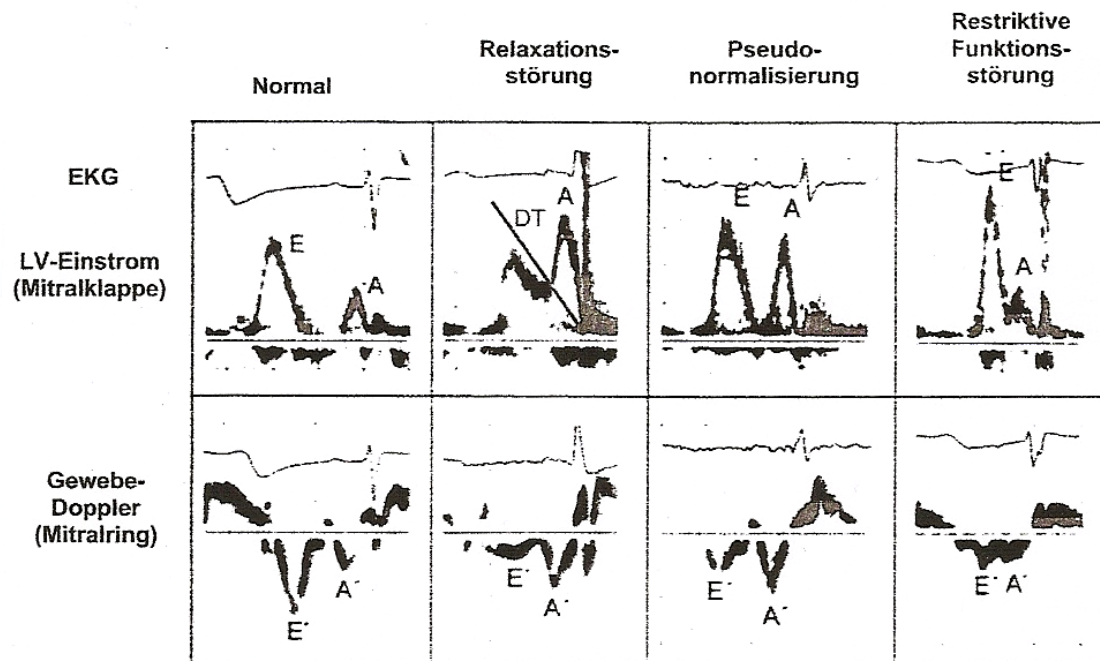 Normal
Relaxations-
störung
Pseudo-
normalisierung
Restriktive
Funktions-
störung
EKG
LV-Einstrom
(Mitralklappe)
E
A
DT
A
E
A
E
A
Gewebe-
Doppler
(Mitralring)
E´
A´
E´
A´
E´
A´
E´ A´